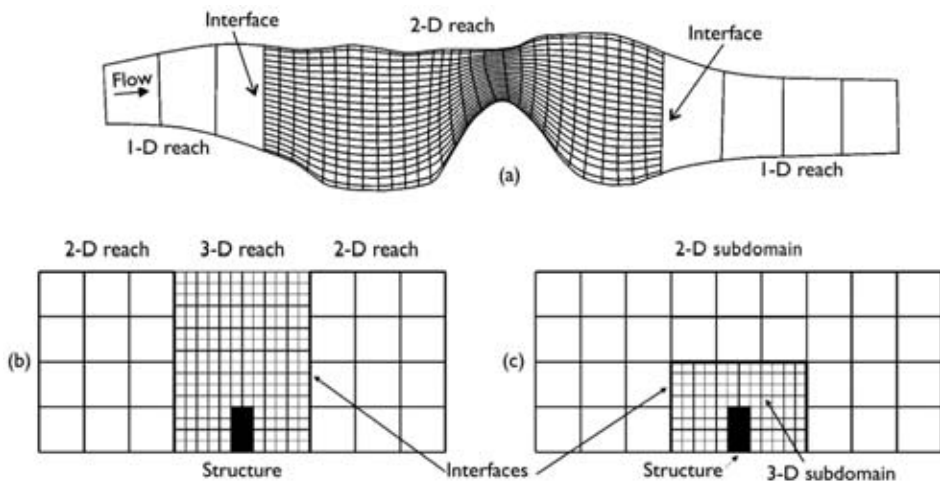 2-D reach
Interface
Interface
Flow
1-D reach
(a)
1-D reach
2-D reach 3-D reach 2-D reach
2-D subdomain
(b)
(c)
Structure
Interfaces
Structure
3-D subdomain